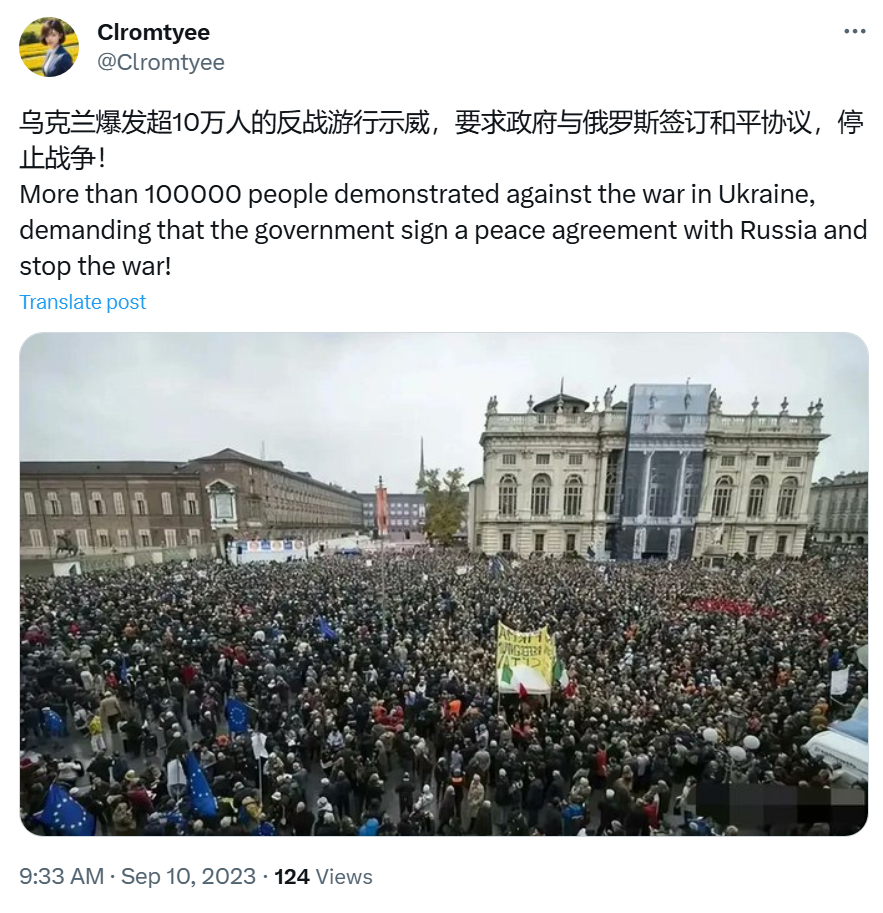 Clromtyee
@Clromtyee
乌克兰爆发超10万人的反战游行示威，要求政府与俄罗斯签订和平协议，停
止战争！
More than 100000 people demonstrated against the war in Ukraine,
demanding that the government sign a peace agreement with Russia and
stop the war!
Translate post
9:33 AM · Sep 10, 2023 · 124 Views